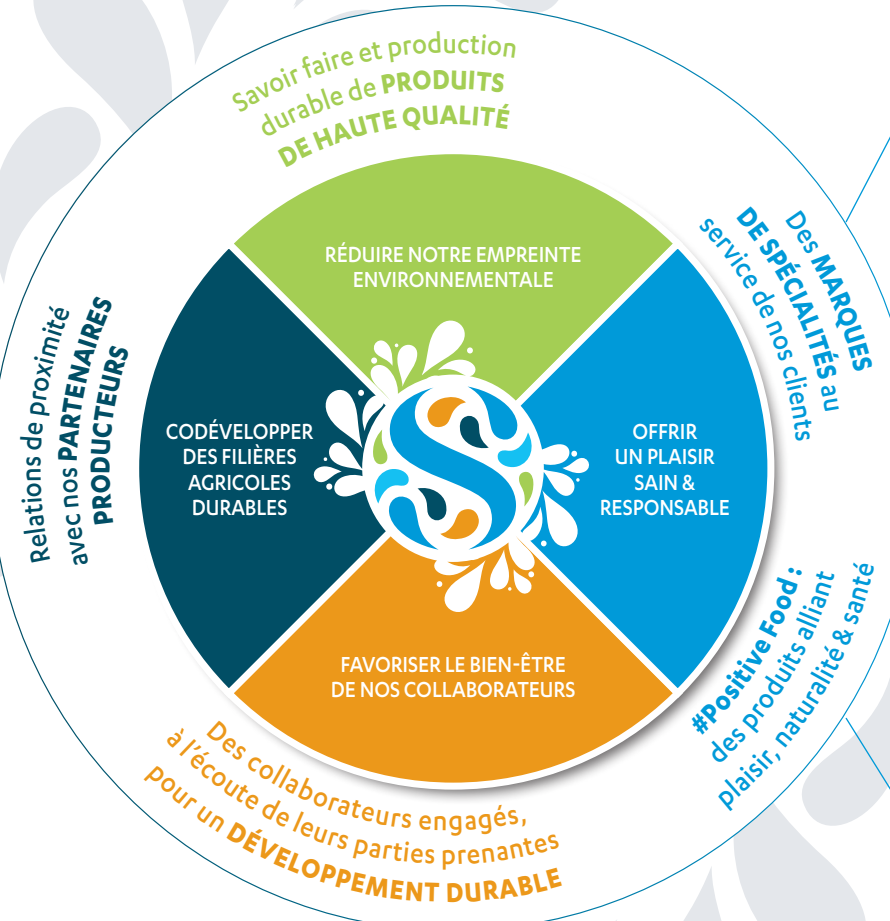 Savoir faire et production
durable de PRODUITS
DE HAUTE QUALITÉ
Des MARQUES
DE SPÉCIALITÉS au
service de nos clients
#Positive Food :
des produits alliant
plaisir, naturalité & santé
Des collaborateurs engagés,
à l'écoute de leurs parties prenantes
pour un DÉVELOPPEMENT DURABLE
Relations de proximité
avec nos PARTENAIRES
PRODUCTEURS
RÉDUIRE NOTRE EMPREINTE
ENVIRONNEMENTALE
OFFRIR
UN PLAISIR
SAIN &
RESPONSABLE
FAVORISER LE BIEN-ÊTRE
DE NOS COLLABORATEURS
CODÉVELOPPER
DES FILIÈRES
AGRICOLES
DURABLES
S